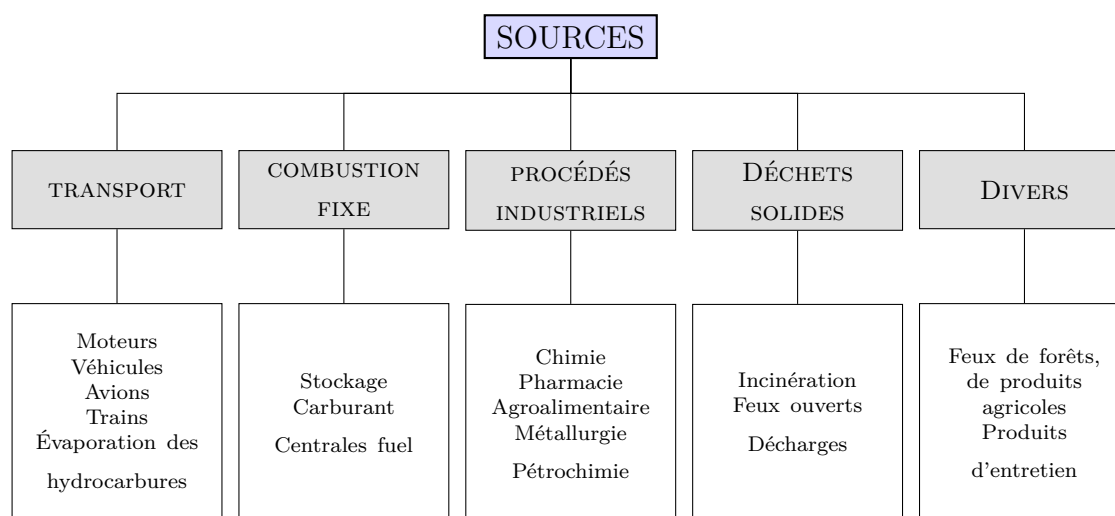 SOURCES
TRANSPORT
COMBUSTION
FIXE
PROCÉDÉS
INDUSTRIELS
DÉCHETS
SOLIDES
DIVERS
Moteurs
Véhicules
Avions
Trains
Évaporation des
hydrocarbures
Stockage
Carburant
Centrales fuel
Chimie
Pharmacie
Agroalimentaire
Métallurgie
Pétrochimie
Incinération
Feux ouverts
Décharges
Feux de forêts,
de produits
agricoles
Produits
d'entretien